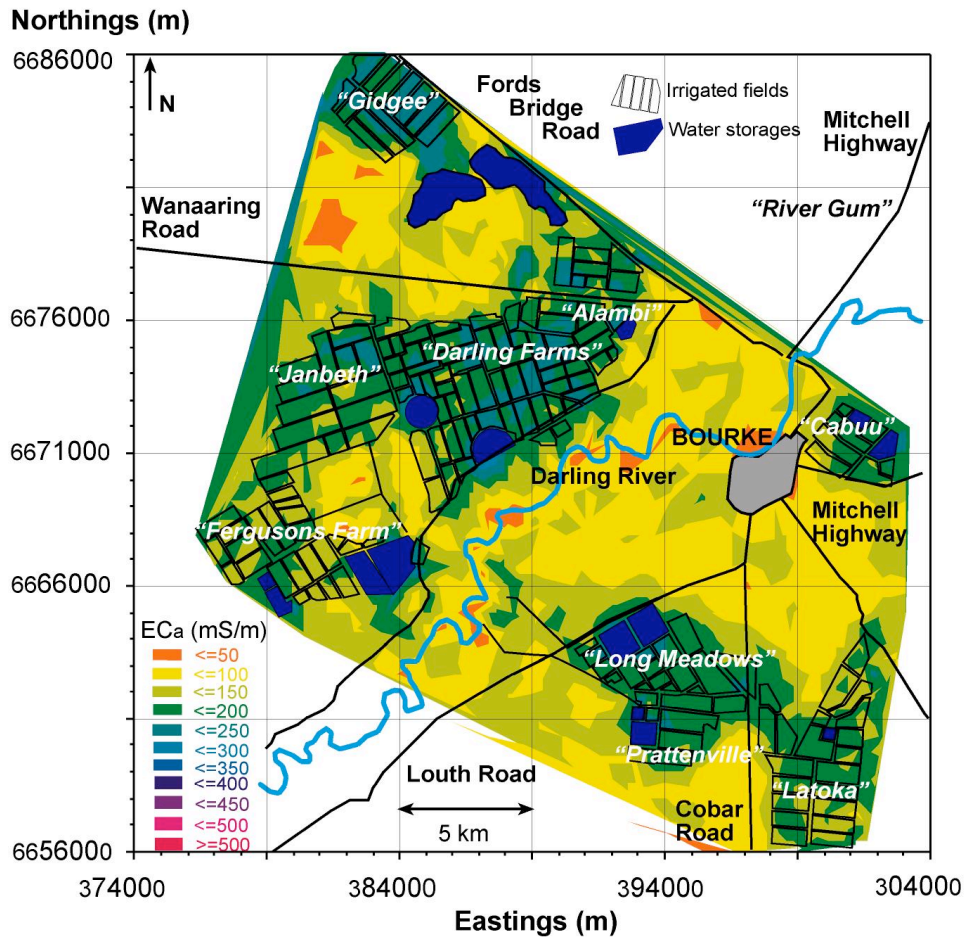 Northings (m)
6686000
N
"Gidgee"
Fords
Bridge
Road
Irrigated fields
Water storages
Mitchell
Highway
Wanaaring
Road
"River Gum"
6676000
"Alambi"
"Darling Farms"
"Janbeth"
"Cabuu"
BOURKE
6671000
Darling River
Mitchell
Highway
"Fergusons Farm"
6666000
ECa (mS/m)
<=50
<=100
<=150
<=200
<=250
<=300
<=350
<=400
<=450
<=500
>=500
"Long Meadows"
"Prattenville"
Louth Road
"Latoka"
5 km
Cobar
Road
6656000
374000
384000
394000
304000
Eastings (m)